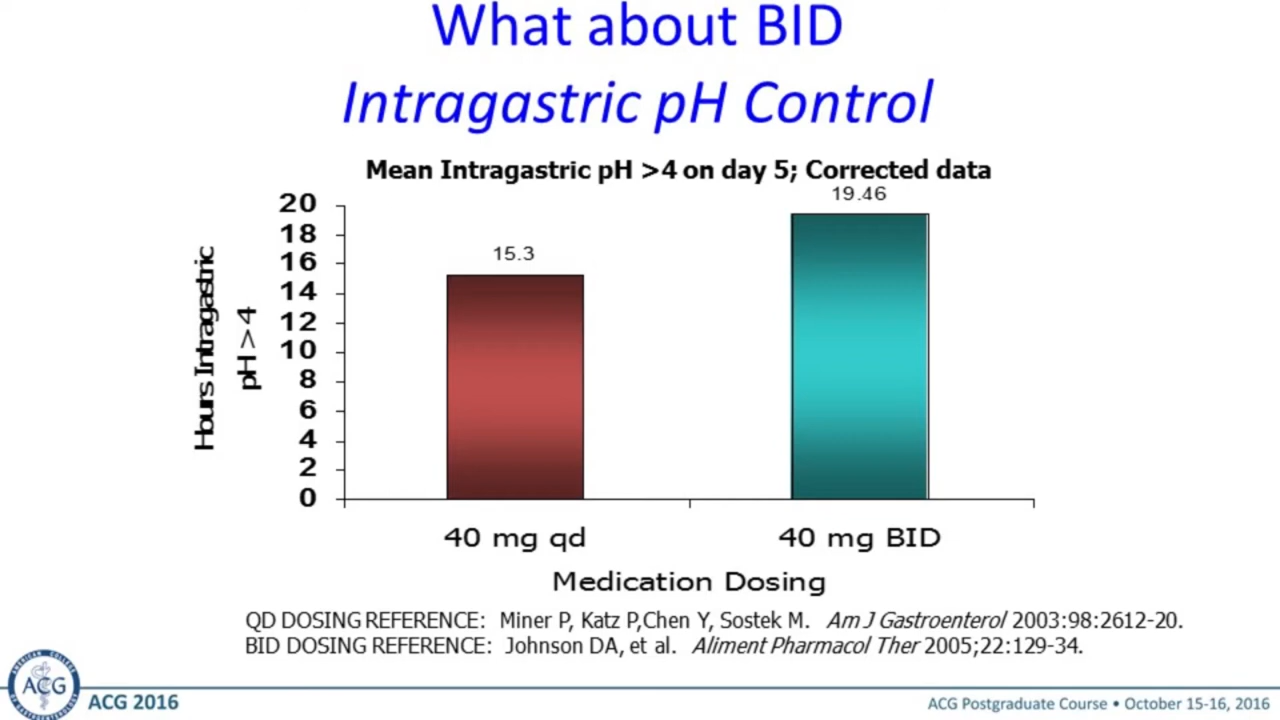 What about BID
Intragastric pH Control
Mean Intragastric pH >4 on day 5; Corrected data
20
18
16
14
12
10
8
6
4
2
0
Hours Intragastric
pH > 4
15.3
19.46
40 mg qd
40 mg BID
Medication Dosing
QD DOSING REFERENCE: Miner P, Katz P,Chen Y, Sostek M. Am J Gastroenterol 2003:98:2612-20.
BID DOSING REFERENCE: Johnson DA, et al. Aliment Pharmacol Ther 2005;22:129-34.
AMERICAN COLLEGE
ACG
ACG 2016
ACG Postgraduate Course • October 15-16, 2016